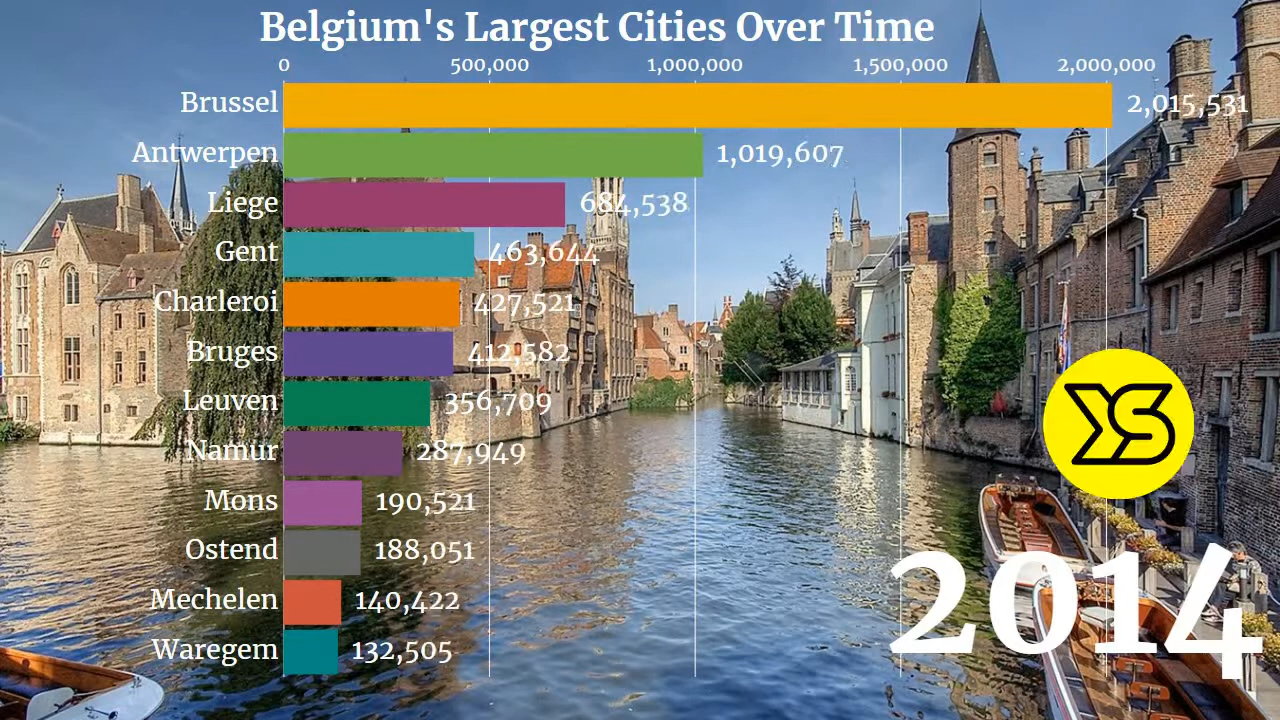 Belgium's Largest Cities Over Time
0 500,000 1,000,000 1,500,000 2,000,000
Brussel 2,015,531
Antwerpen 1,019,607
Liege 684,538
Gent 463,644
Charleroi 427,521
Bruges 412,582
Leuven 356,709
Namur 287,949
Mons 190,521
Ostend 188,051
Mechelen 140,422
Waregem 132,505
YS
2014